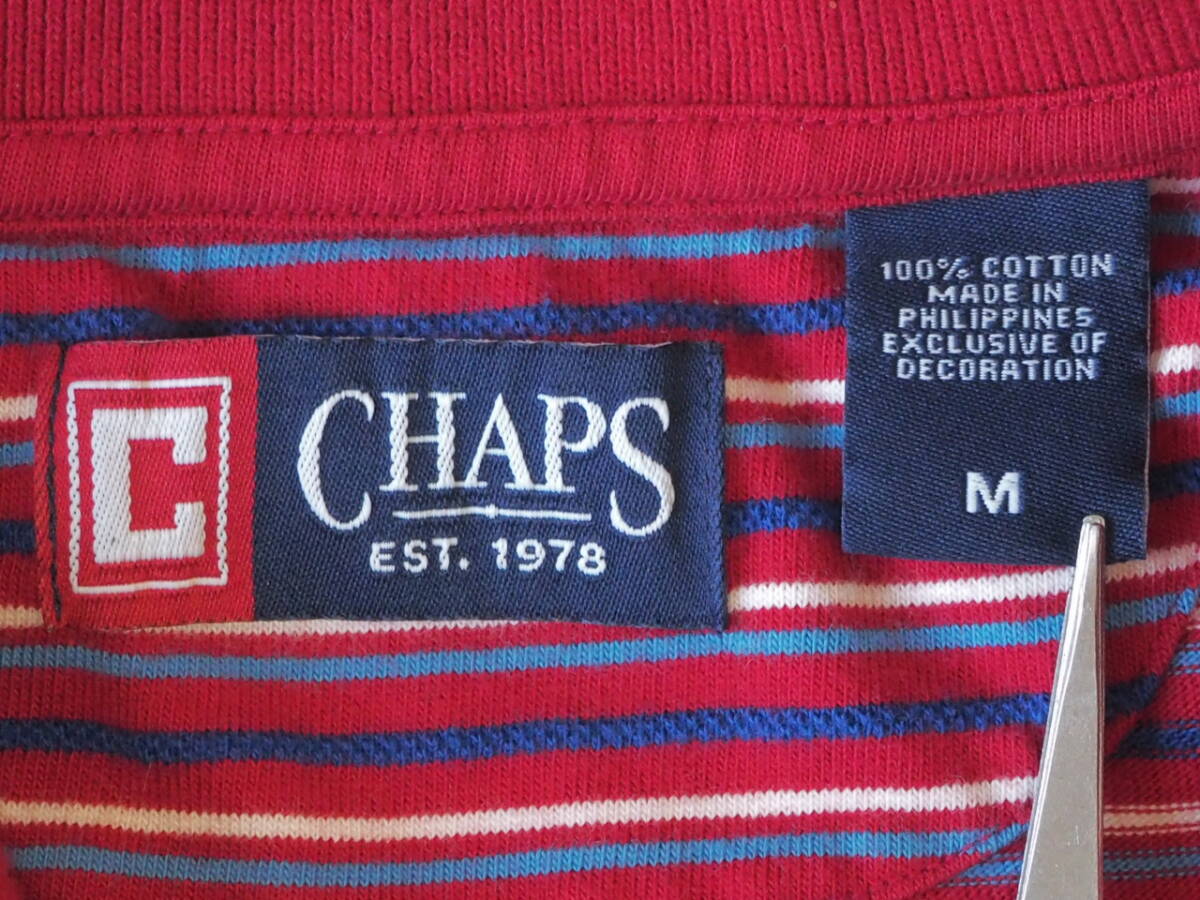 C
CHAPS
EST. 1978
100% COTTON
MADE IN
PHILIPPINES
EXCLUSIVE OF
DECORATION
M